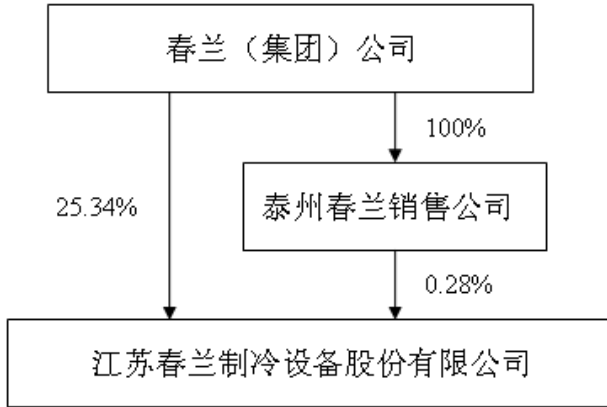 春兰（集团）公司
100%
25.34%
泰州春兰销售公司
0.28%
江苏春兰制冷设备股份有限公司